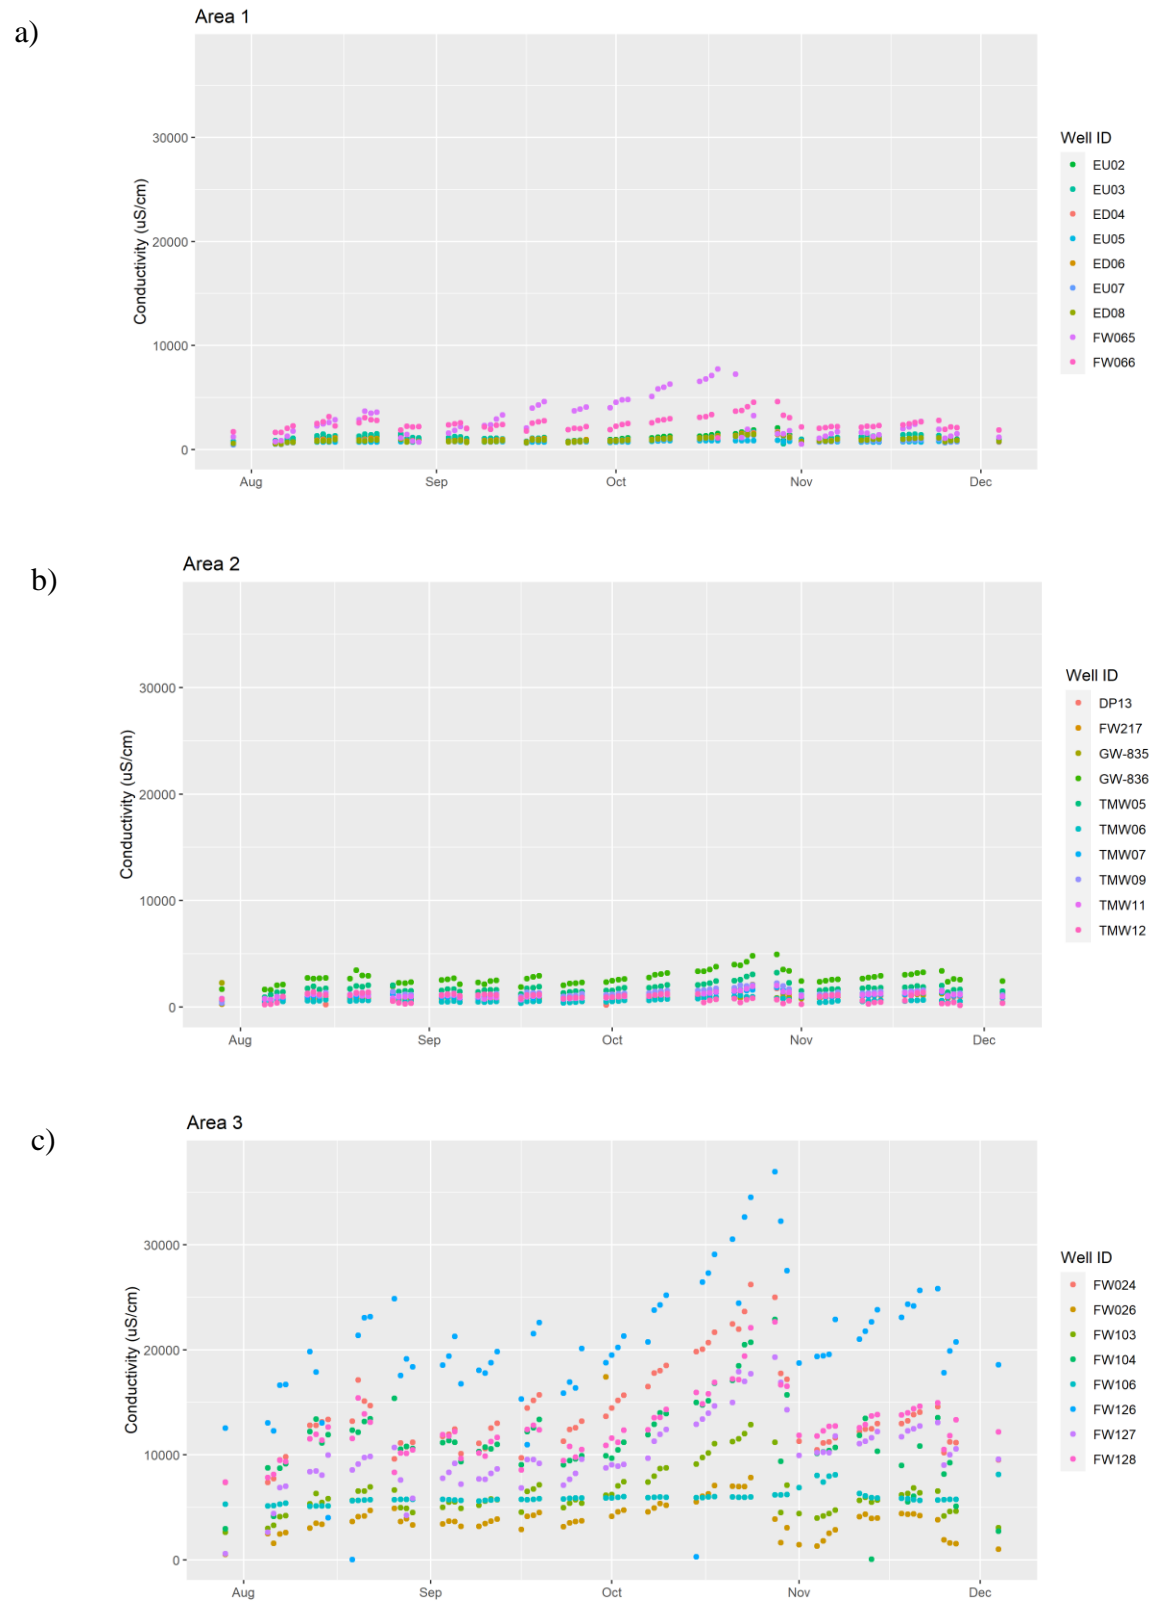 a)
Area 1
Conductivity (uS/cm)
30000
20000
10000
0
Aug Sep Oct Nov Dec
Well ID
EU02
EU03
ED04
EU05
ED06
EU07
ED08
FW065
FW066
b)
Area 2
Conductivity (uS/cm)
30000
20000
10000
0
Aug Sep Oct Nov Dec
Well ID
DP13
FW217
GW-835
GW-836
TMW05
TMW06
TMW07
TMW09
TMW11
TMW12
c)
Area 3
Conductivity (uS/cm)
30000
20000
10000
0
Aug Sep Oct Nov Dec
Well ID
FW024
FW026
FW103
FW104
FW106
FW126
FW127
FW128